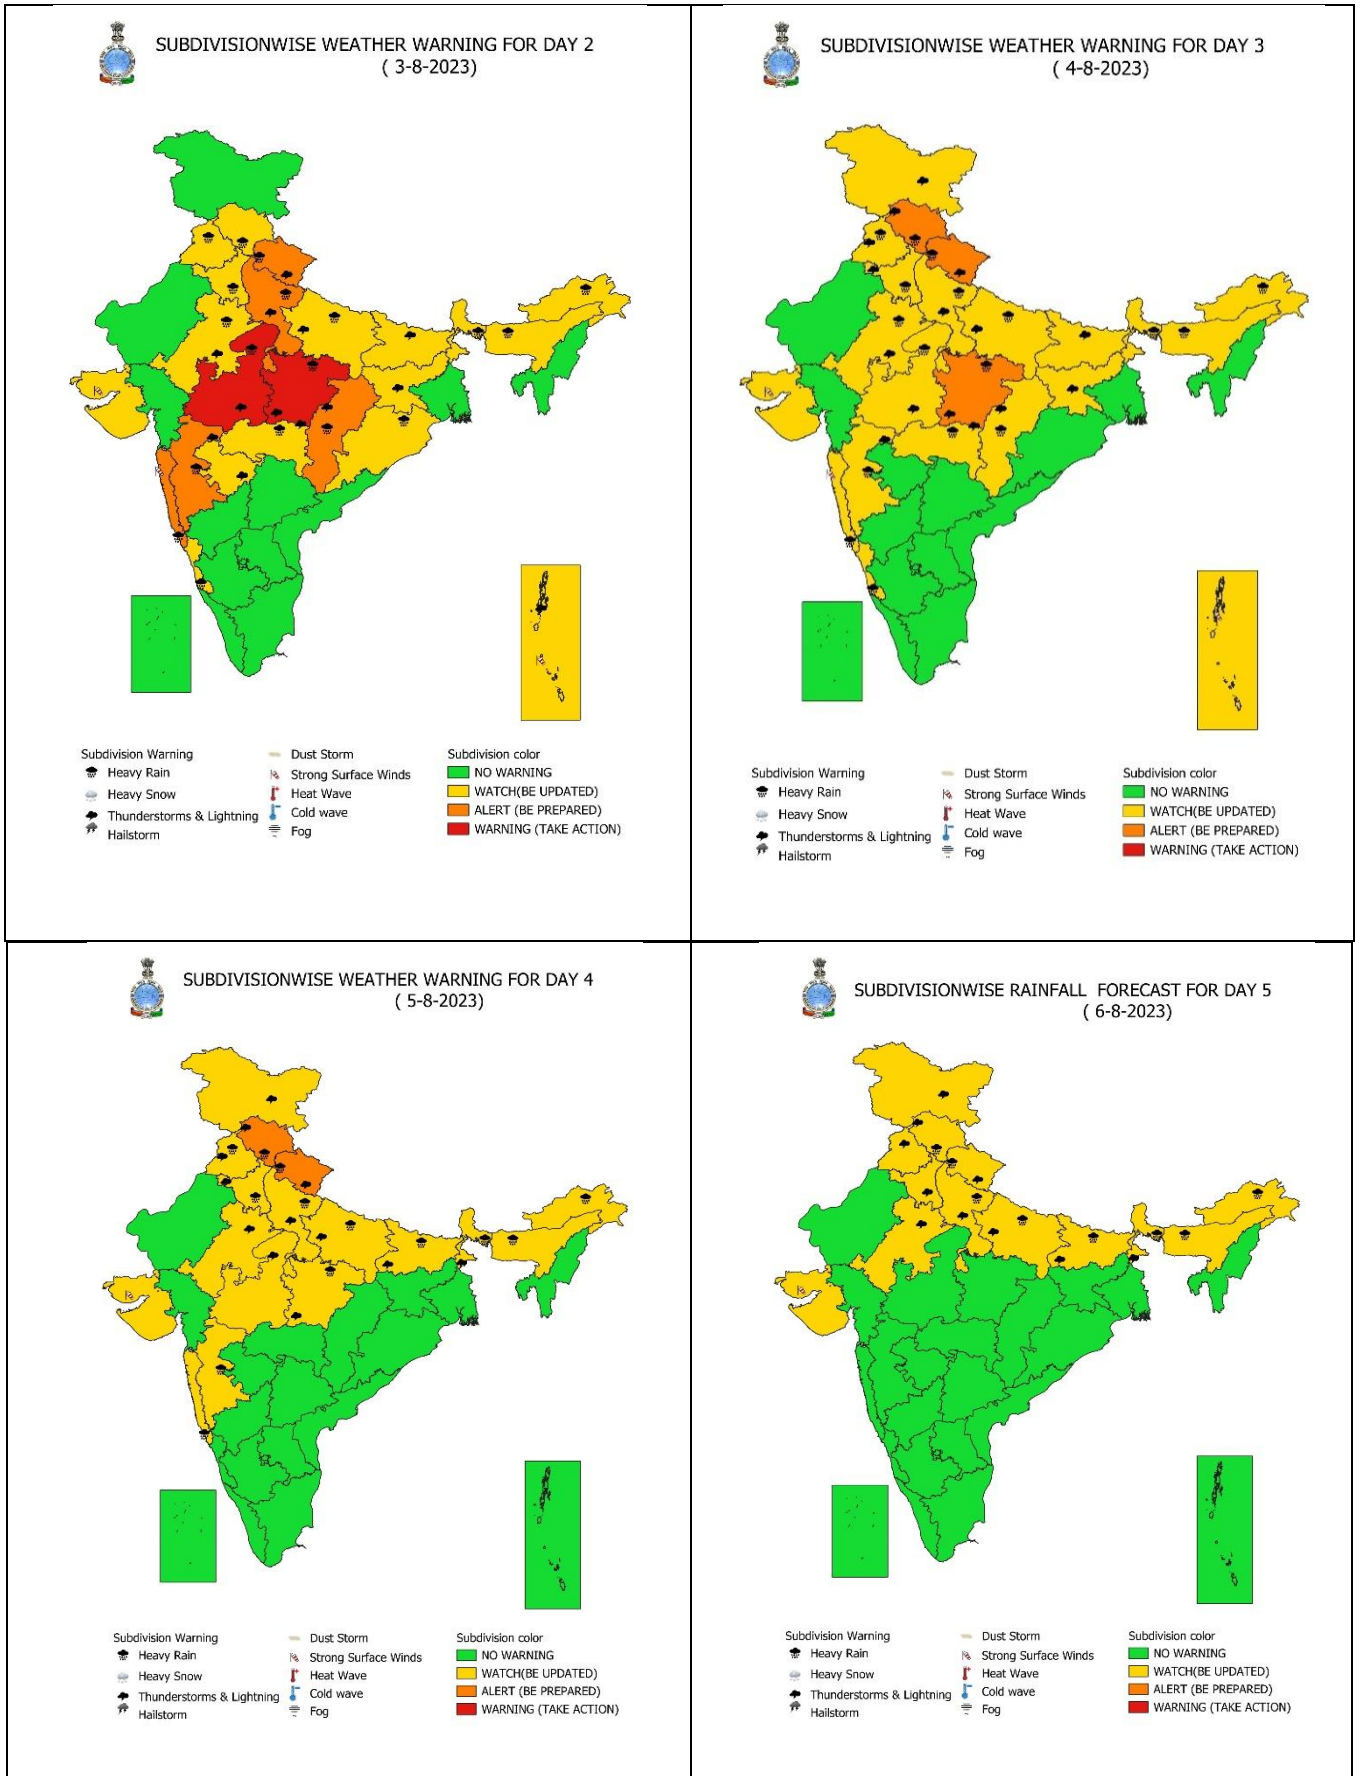 SUBDIVISIONWISE WEATHER WARNING FOR DAY 2
( 3-8-2023)
Subdivision Warning
Heavy Rain
Heavy Snow
Thunderstorms & Lightning
Hailstorm
Dust Storm
Strong Surface Winds
Heat Wave
Cold wave
Fog
Subdivision color
NO WARNING
WATCH(BE UPDATED)
ALERT (BE PREPARED)
WARNING (TAKE ACTION)
SUBDIVISIONWISE WEATHER WARNING FOR DAY 3
( 4-8-2023)
Subdivision Warning
Heavy Rain
Heavy Snow
Thunderstorms & Lightning
Hailstorm
Dust Storm
Strong Surface Winds
Heat Wave
Cold wave
Fog
Subdivision color
NO WARNING
WATCH(BE UPDATED)
ALERT (BE PREPARED)
WARNING (TAKE ACTION)
SUBDIVISIONWISE WEATHER WARNING FOR DAY 4
( 5-8-2023)
Subdivision Warning
Heavy Rain
Heavy Snow
Thunderstorms & Lightning
Hailstorm
Dust Storm
Strong Surface Winds
Heat Wave
Cold wave
Fog
Subdivision color
NO WARNING
WATCH(BE UPDATED)
ALERT (BE PREPARED)
WARNING (TAKE ACTION)
SUBDIVISIONWISE RAINFALL  FORECAST FOR DAY 5
( 6-8-2023)
Subdivision Warning
Heavy Rain
Heavy Snow
Thunderstorms & Lightning
Hailstorm
Dust Storm
Strong Surface Winds
Heat Wave
Cold wave
Fog
Subdivision color
NO WARNING
WATCH(BE UPDATED)
ALERT (BE PREPARED)
WARNING (TAKE ACTION)